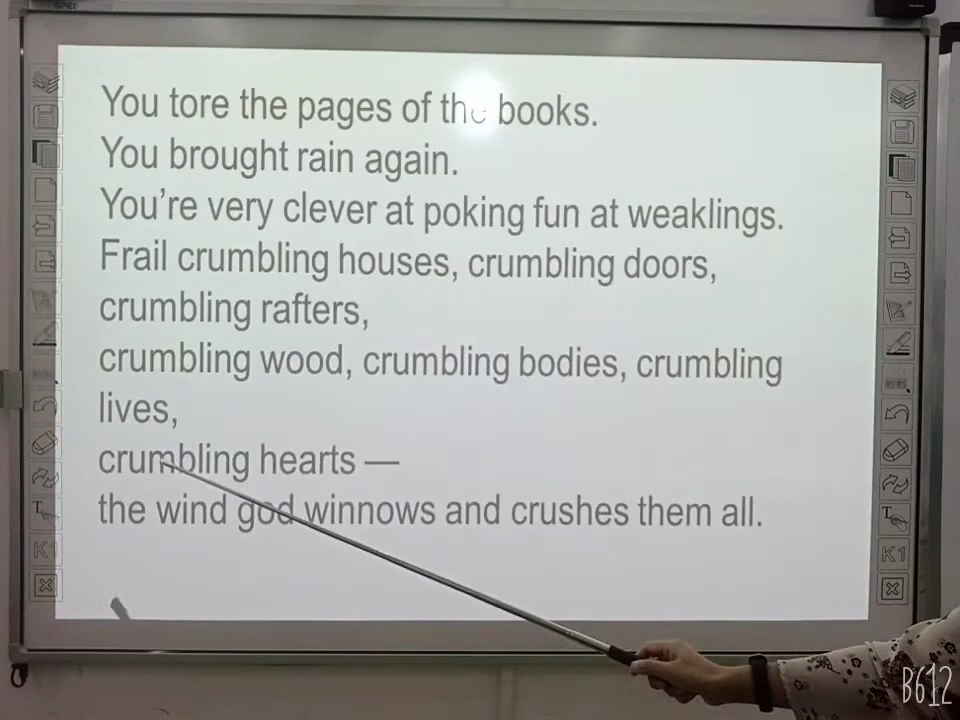 You tore the pages of the books.
You brought rain again.
You're very clever at poking fun at weaklings.
Frail crumbling houses, crumbling doors,
crumbling rafters,
crumbling wood, crumbling bodies, crumbling
lives,
crumbling hearts —
the wind god winnows and crushes them all.
T
K1
T
K1
B612